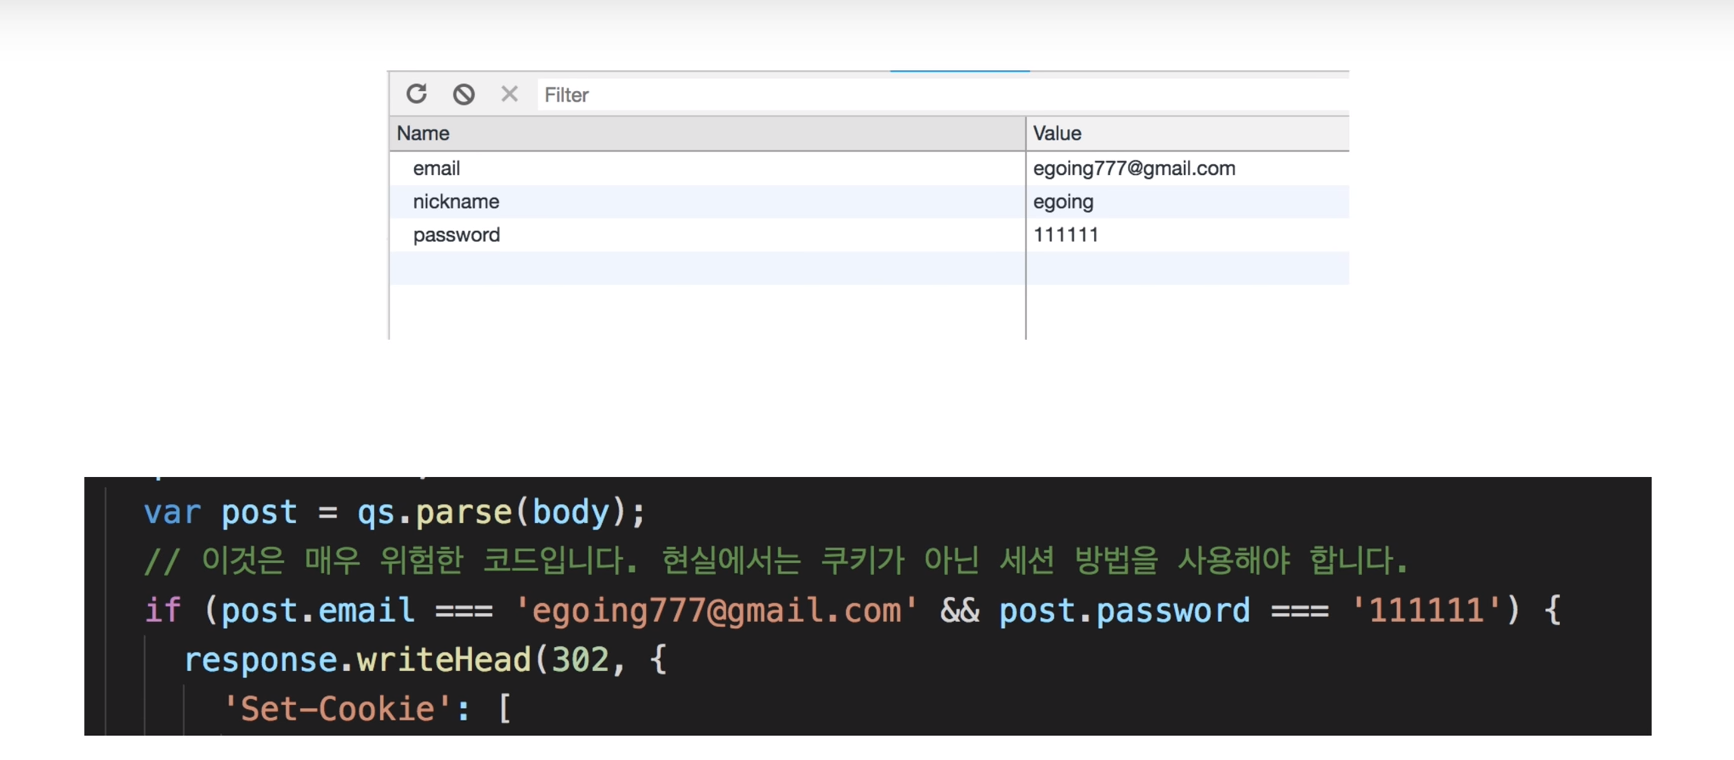 Filter
Name Value
email egoing777@gmail.com
nickname egoing
password 111111
var post = qs.parse(body);
// 이것은 매우 위험한 코드입니다. 현실에서는 쿠키가 아닌 세션 방법을 사용해야 합니다.
if (post.email === 'egoing777@gmail.com' && post.password === '111111') {
response.writeHead(302, {
'Set-Cookie': [